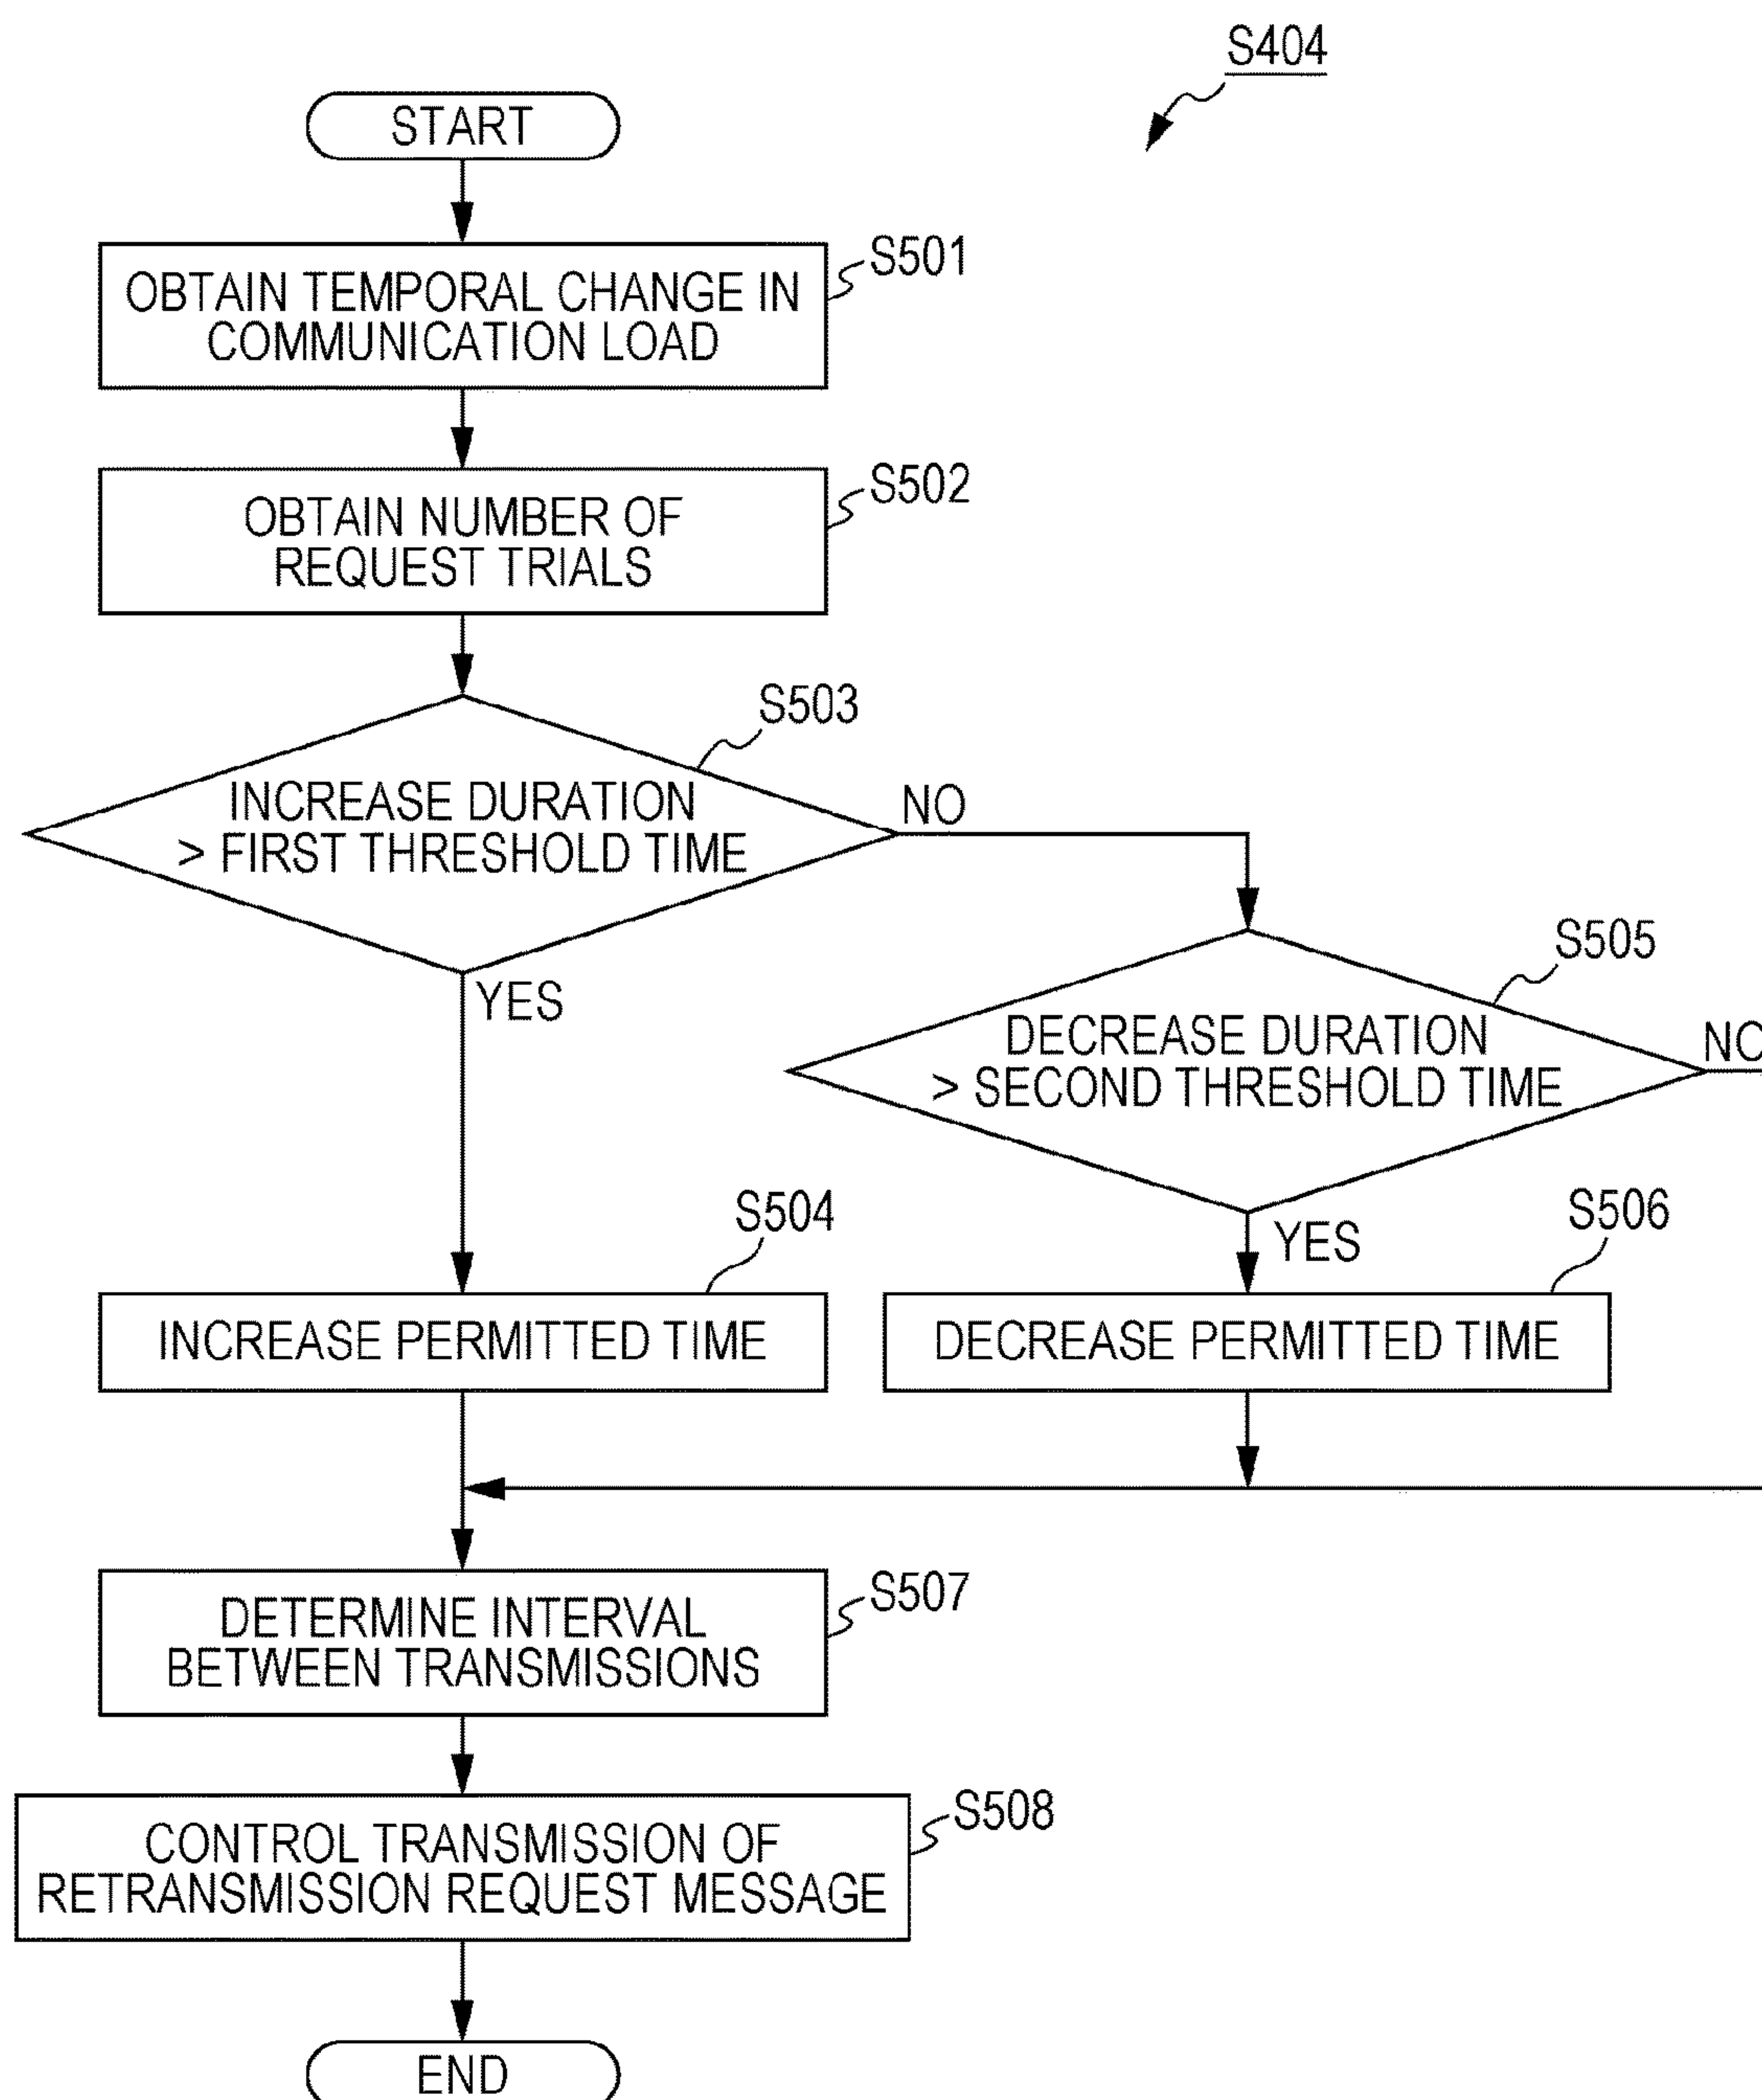 S404
START
S501
OBTAIN TEMPORAL CHANGE IN
COMMUNICATION LOAD
S502
OBTAIN NUMBER OF
REQUEST TRIALS
S503
INCREASE DURATION
> FIRST THRESHOLD TIME
NO
YES
S505
DECREASE DURATION
> SECOND THRESHOLD TIME
NO
YES
S504
INCREASE PERMITTED TIME
S506
DECREASE PERMITTED TIME
S507
DETERMINE INTERVAL
BETWEEN TRANSMISSIONS
S508
CONTROL TRANSMISSION OF
RETRANSMISSION REQUEST MESSAGE
END